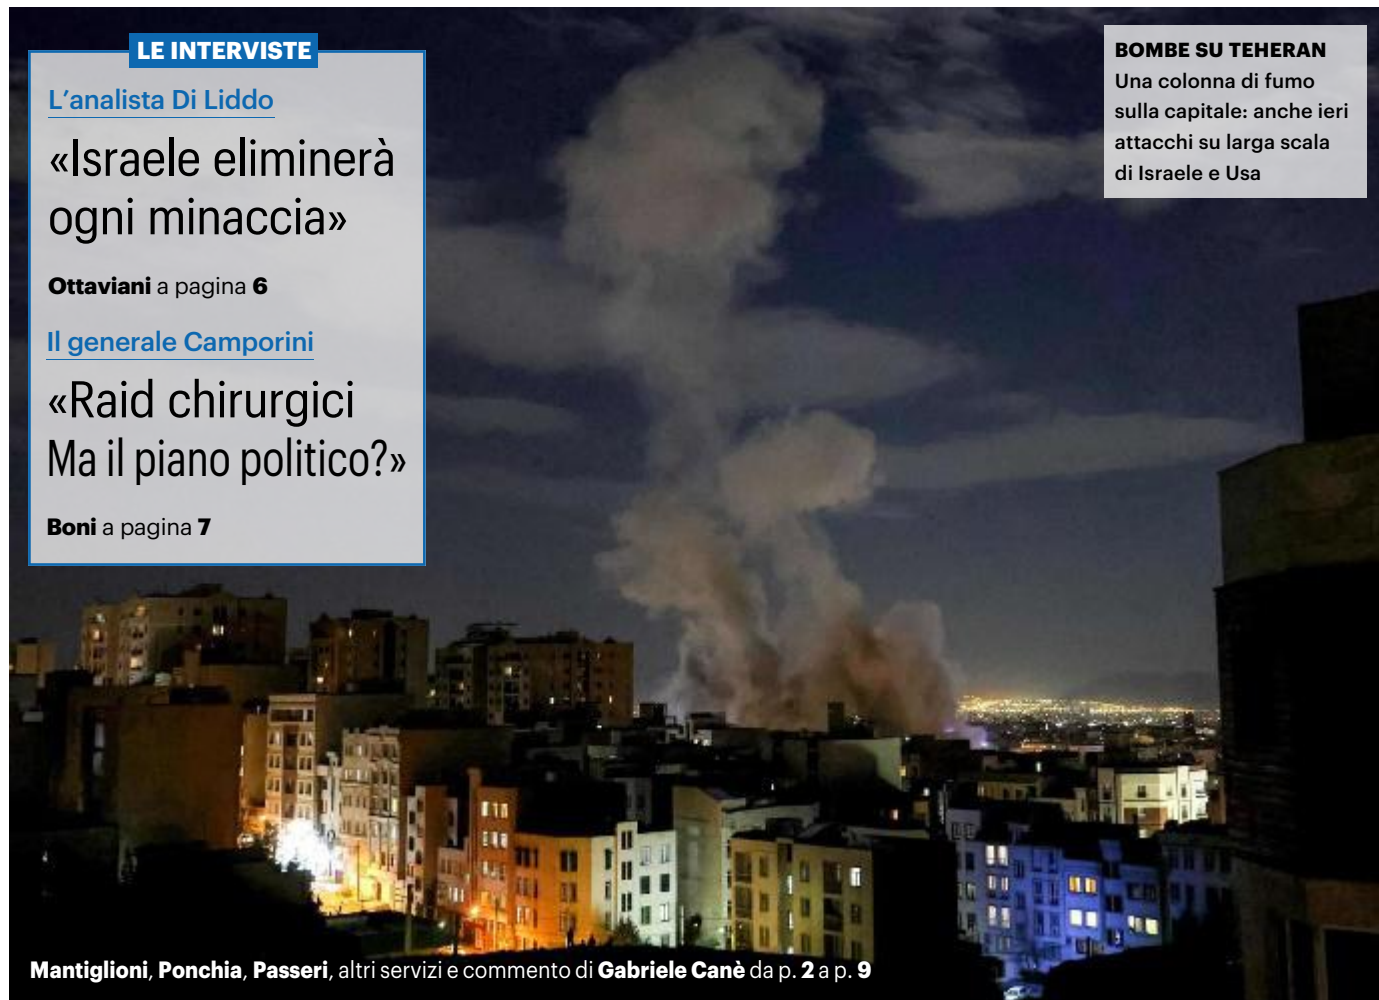 LE INTERVISTE
L'analista Di Liddo
«Israele eliminerà
ogni minaccia»
Ottaviani a pagina 6
Il generale Camporini
«Raid chirurgici
Ma il piano politico?»
Boni a pagina 7
BOMBE SU TEHERAN
Una colonna di fumo
sulla capitale: anche ieri
attacchi su larga scala
di Israele e Usa
Mantiglioni, Ponchia, Passeri, altri servizi e commento di Gabriele Canè da p. 2 a p. 9